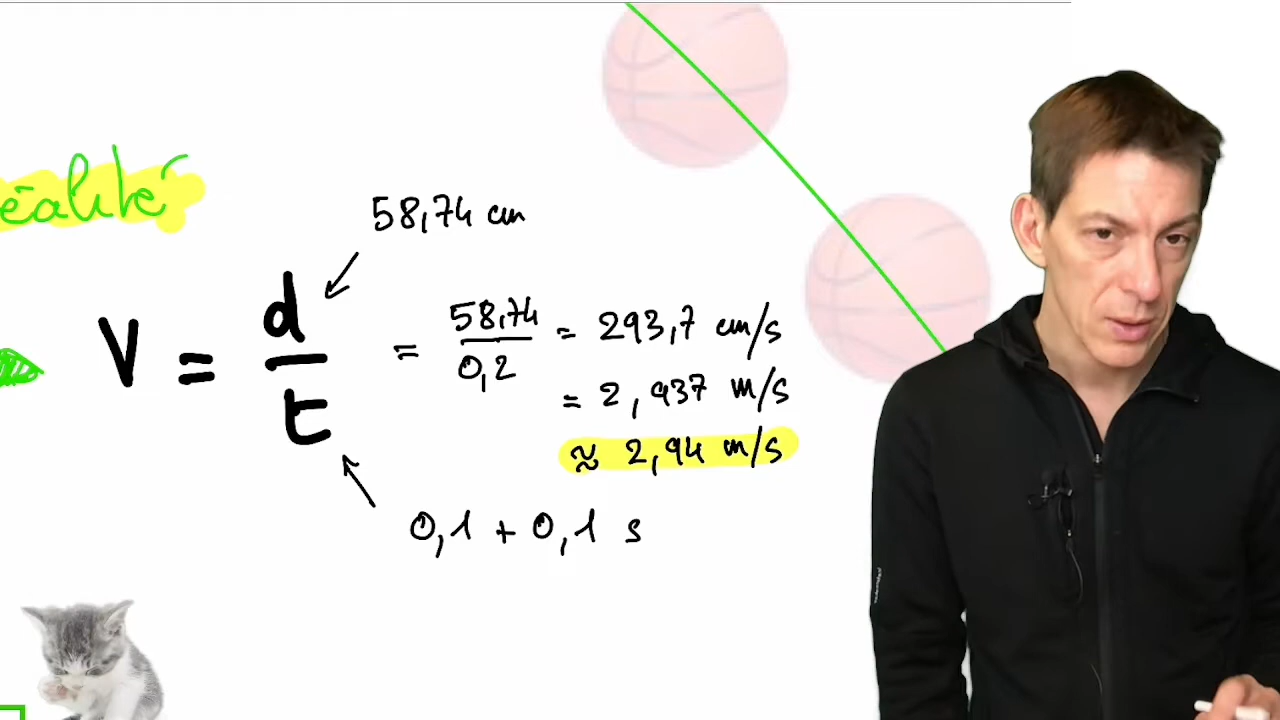 éalité
58,74 cm
V = d/t = 58,74/0,2 = 293,7 cm/s
= 2,937 m/s
≈ 2,94 m/s
0,1 + 0,1 s